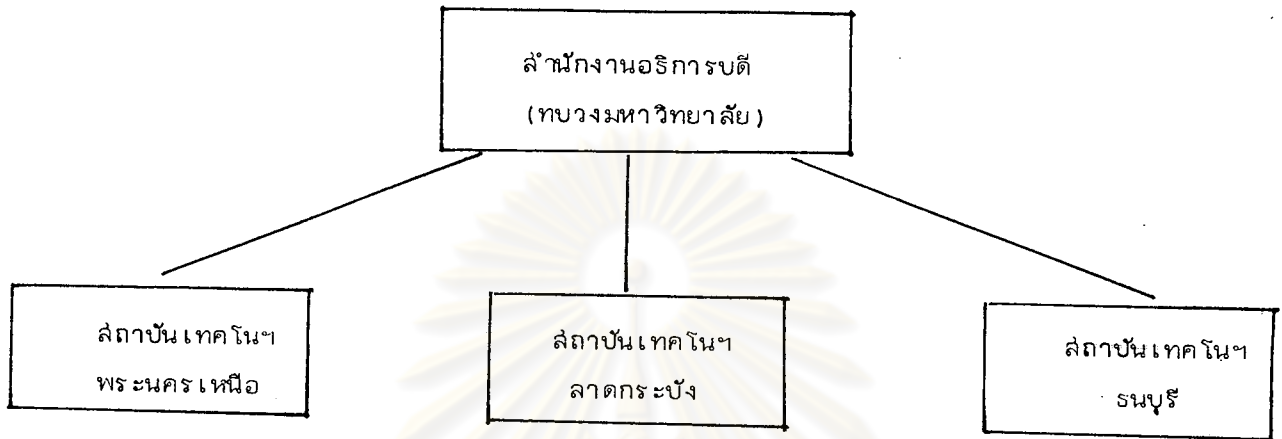 สำนักงานอธิการบดี
(ทบวงมหาวิทยาลัย)
สถาบันเทคโนฯ
พระนครเหนือ
สถาบันเทคโนฯ
ลาดกระบัง
สถาบันเทคโนฯ
ธนบุรี